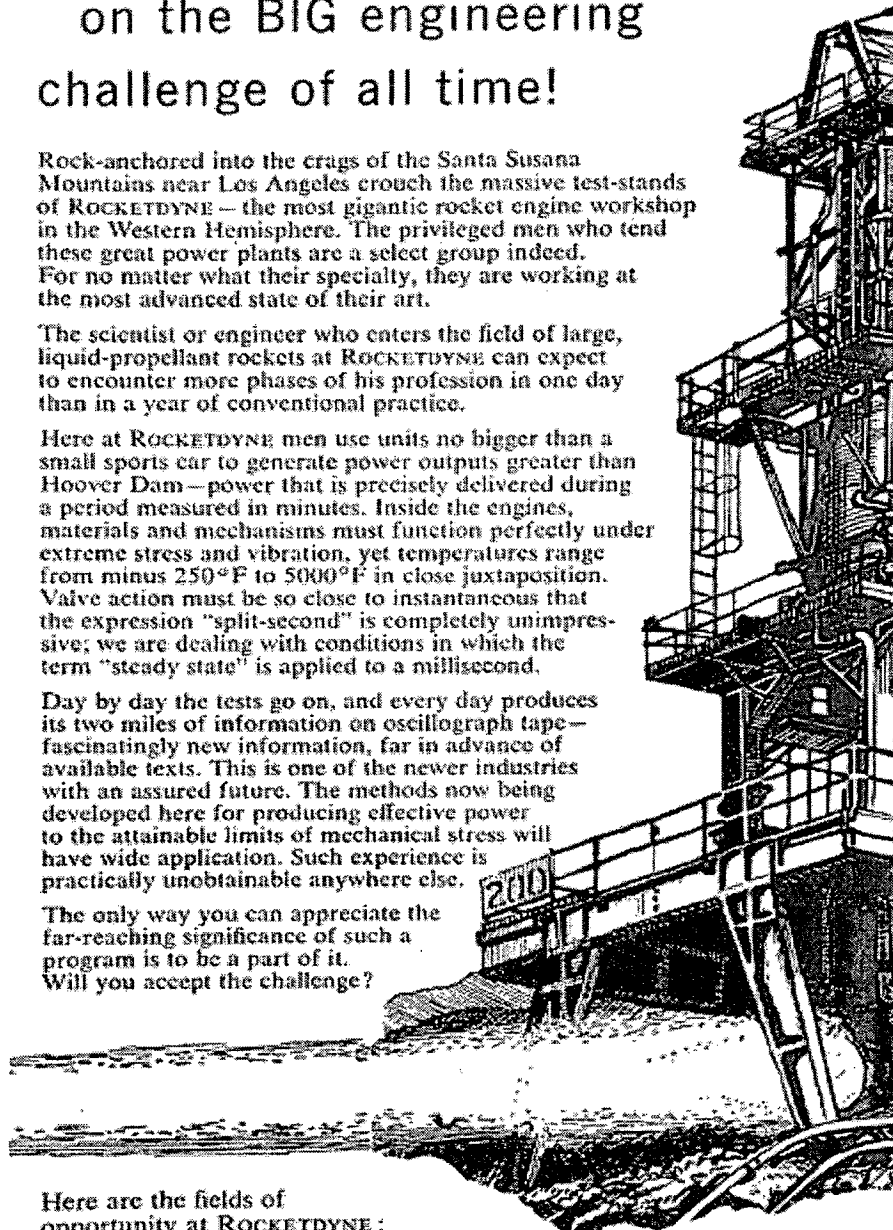 on the BIG engineering
challenge of all time!
Rock-anchored into the crags of the Santa Susana
Mountains near Los Angeles crouch the massive test-stands
of ROCKETDYNE — the most gigantic rocket engine workshop
in the Western Hemisphere. The privileged men who tend
these great power plants are a select group indeed.
For no matter what their specialty, they are working at
the most advanced state of their art.
The scientist or engineer who enters the field of large,
liquid-propellant rockets at ROCKETDYNE can expect
to encounter more phases of his profession in one day
than in a year of conventional practice.
Here at ROCKETDYNE men use units no bigger than a
small sports car to generate power outputs greater than
Hoover Dam—power that is precisely delivered during
a period measured in minutes. Inside the engines,
materials and mechanisms must function perfectly under
extreme stress and vibration, yet temperatures range
from minus 250°F to 5000°F in close juxtaposition.
Valve action must be so close to instantaneous that
the expression "split-second" is completely unimpres-
sive; we are dealing with conditions in which the
term "steady state" is applied to a millisecond.
Day by day the tests go on, and every day produces
its two miles of information on oscillograph tape—
fascinatingly new information, far in advance of
available texts. This is one of the newer industries
with an assured future. The methods now being
developed here for producing effective power
to the attainable limits of mechanical stress will
have wide application. Such experience is
practically unobtainable anywhere else.
200
The only way you can appreciate the
far-reaching significance of such a
program is to be a part of it.
Will you accept the challenge?
Here are the fields of
opportunity at ROCKETDYNE: